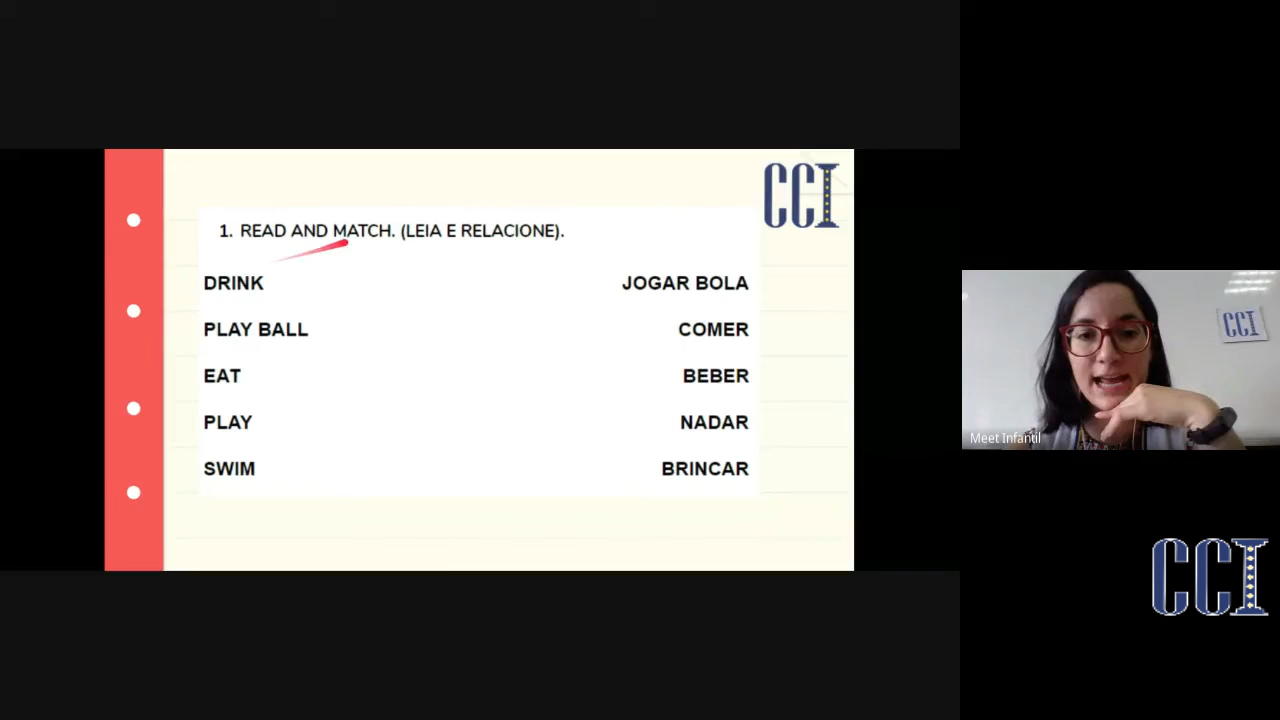 CCI
1. READ AND MATCH. (LEIA E RELACIONE).
DRINK JOGAR BOLA
PLAY BALL COMER
EAT BEBER
PLAY NADAR
SWIM BRINCAR
CCI
Meet Infantil
CCI